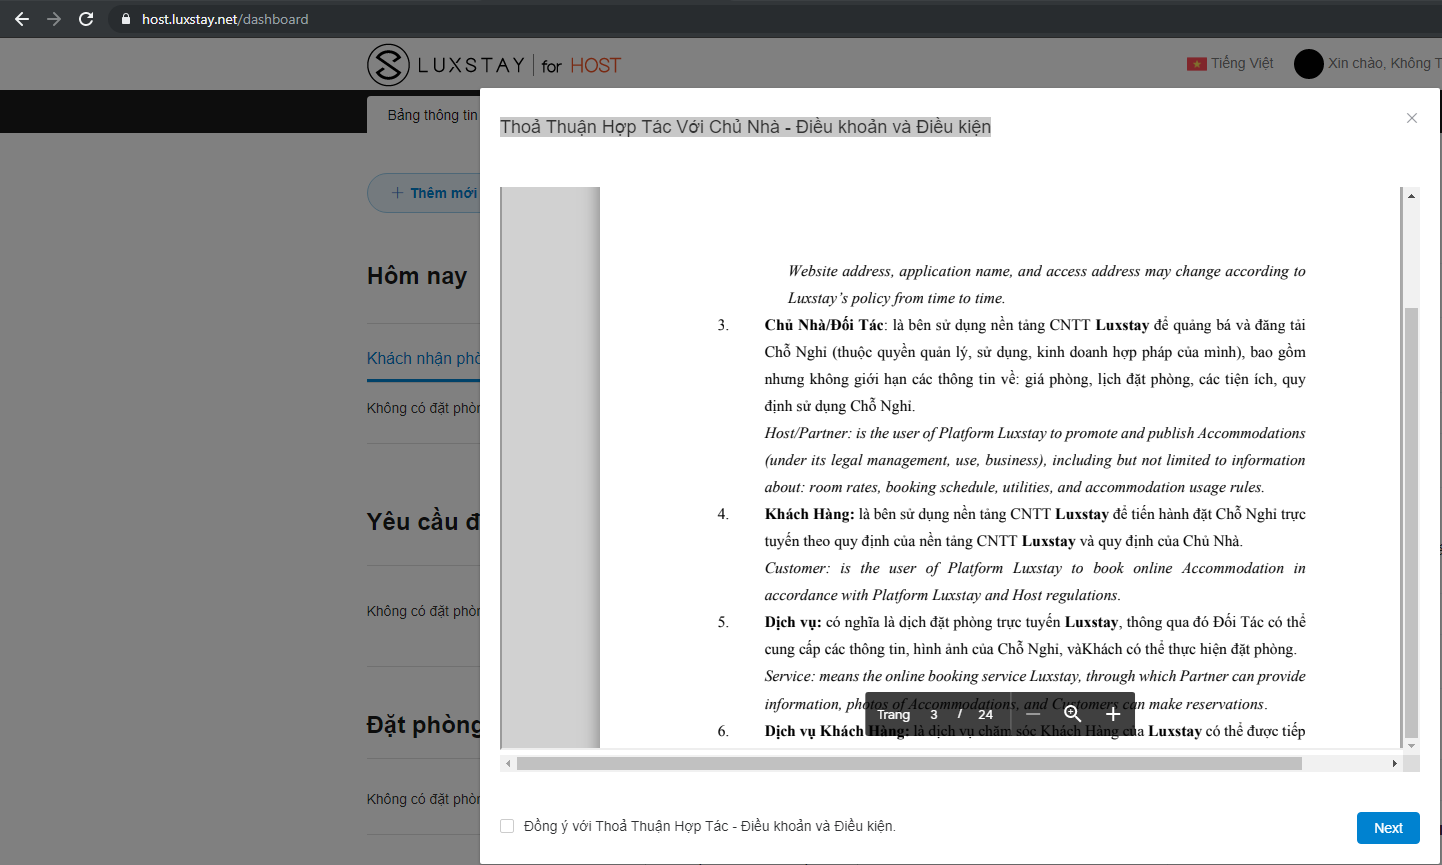 host.luxstay.net/dashboard
LUXSTAY for HOST
Tiếng Việt
Xin chào, Không T
Bảng thông tin
Thoả Thuận Hợp Tác Với Chủ Nhà - Điều khoản và Điều kiện
+ Thêm mới
Hôm nay
Khách nhận phò
Không có đặt phòn
Yêu cầu đ
Không có đặt phòn
Đặt phòng
Không có đặt phòn
Website address, application name, and access address may change according to
Luxstay’s policy from time to time.
3. Chủ Nhà/Đối Tác: là bên sử dụng nền tảng CNTT Luxstay để quảng bá và đăng tải
Chỗ Nghỉ (thuộc quyền quản lý, sử dụng, kinh doanh hợp pháp của mình), bao gồm
nhưng không giới hạn các thông tin về: giá phòng, lịch đặt phòng, các tiện ích, quy
định sử dụng Chỗ Nghỉ.
Host/Partner: is the user of Platform Luxstay to promote and publish Accommodations
(under its legal management, use, business), including but not limited to information
about: room rates, booking schedule, utilities, and accommodation usage rules.
4. Khách Hàng: là bên sử dụng nền tảng CNTT Luxstay để tiến hành đặt Chỗ Nghỉ trực
tuyến theo quy định của nền tảng CNTT Luxstay và quy định của Chủ Nhà.
Customer: is the user of Platform Luxstay to book online Accommodation in
accordance with Platform Luxstay and Host regulations.
5. Dịch vụ: có nghĩa là dịch đặt phòng trực tuyến Luxstay, thông qua đó Đối Tác có thể
cung cấp các thông tin, hình ảnh của Chỗ Nghỉ, vàKhách có thể thực hiện đặt phòng.
Service: means the online booking service Luxstay, through which Partner can provide
information, photos of Accommodations, and Customers can make reservations.
Trang 3 / 24
6. Dịch vụ Khách Hàng: là dịch vụ chăm sóc Khách Hàng của Luxstay có thể được tiếp
Đồng ý với Thoả Thuận Hợp Tác - Điều khoản và Điều kiện.
Next